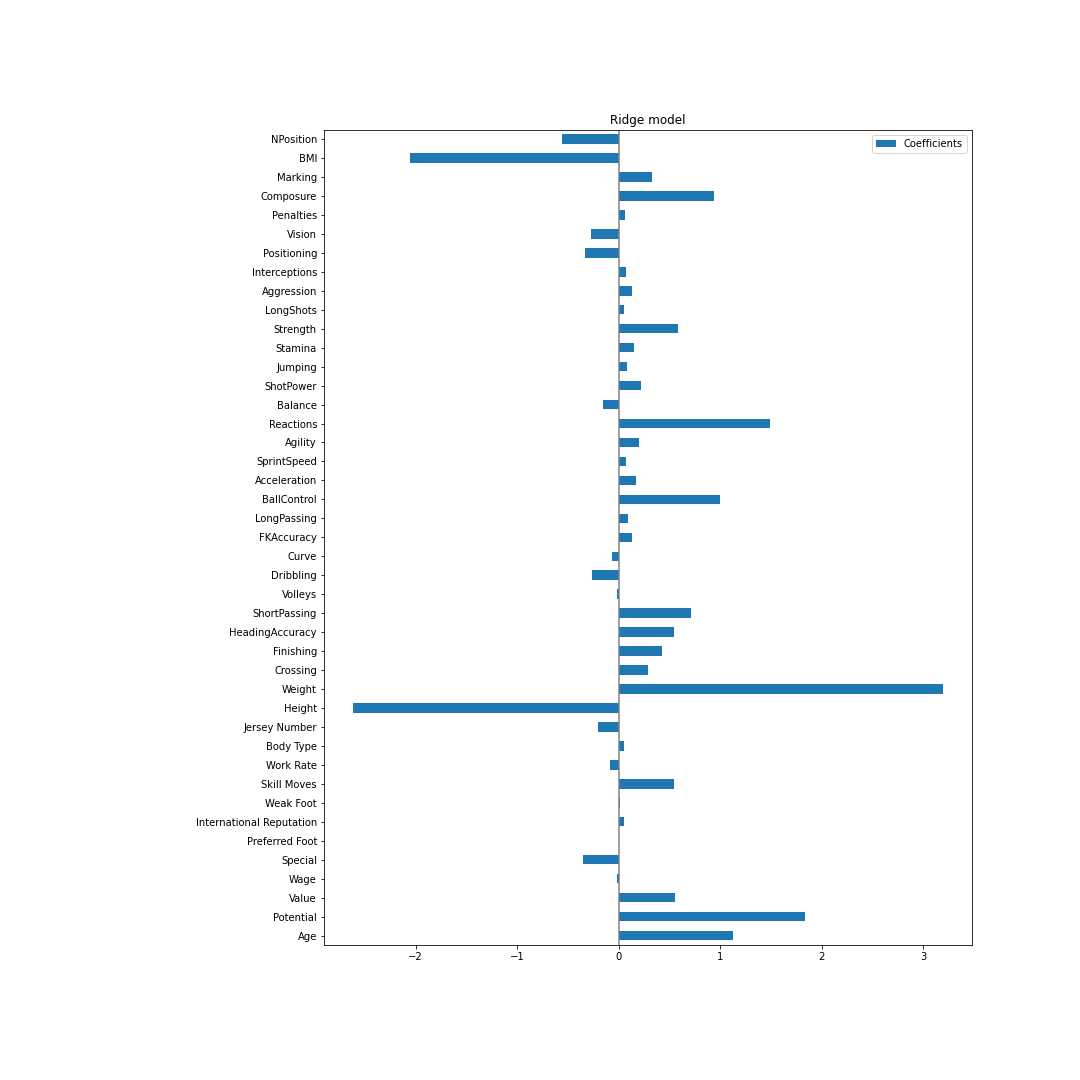 Ridge model
Coefficients
NPosition
BMI
Marking
Composure
Penalties
Vision
Positioning
Interceptions
Aggression
LongShots
Strength
Stamina
Jumping
ShotPower
Balance
Reactions
Agility
SprintSpeed
Acceleration
BallControl
LongPassing
FKAccuracy
Curve
Dribbling
Volleys
ShortPassing
HeadingAccuracy
Finishing
Crossing
Weight
Height
Jersey Number
Body Type
Work Rate
Skill Moves
Weak Foot
International Reputation
Preferred Foot
Special
Wage
Value
Potential
Age
−2 −1 0 1 2 3